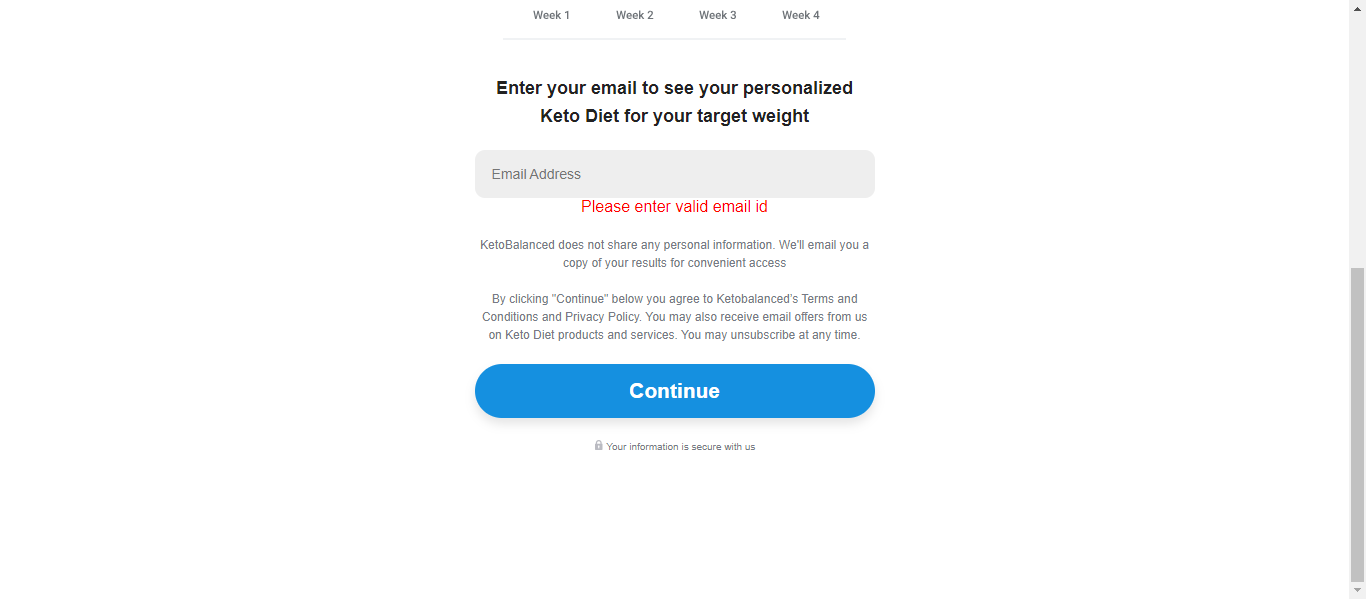 Week 1 Week 2 Week 3 Week 4
Enter your email to see your personalized
Keto Diet for your target weight
Email Address
Please enter valid email id
KetoBalanced does not share any personal information. We'll email you a
copy of your results for convenient access
By clicking "Continue" below you agree to Ketobalanced's Terms and
Conditions and Privacy Policy. You may also receive email offers from us
on Keto Diet products and services. You may unsubscribe at any time.
Continue
Your information is secure with us